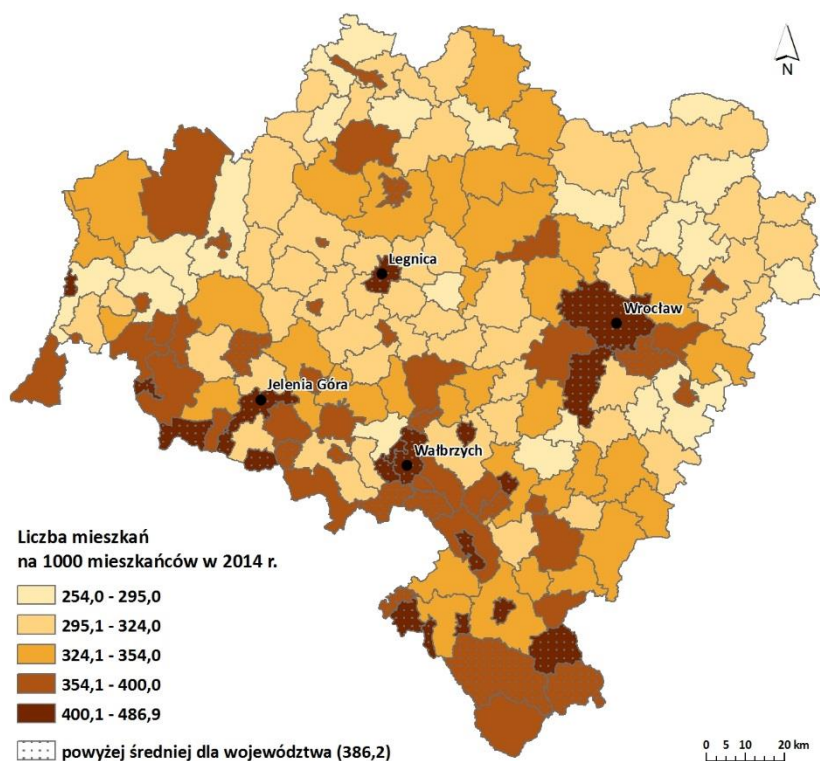 N
Legnica
Wrocław
Jelenia Góra
Wałbrzych
Liczba mieszkań
na 1000 mieszkańców w 2014 r.
254,0 - 295,0
295,1 - 324,0
324,1 - 354,0
354,1 - 400,0
400,1 - 486,9
powyżej średniej dla województwa (386,2)
0 5 10 20 km